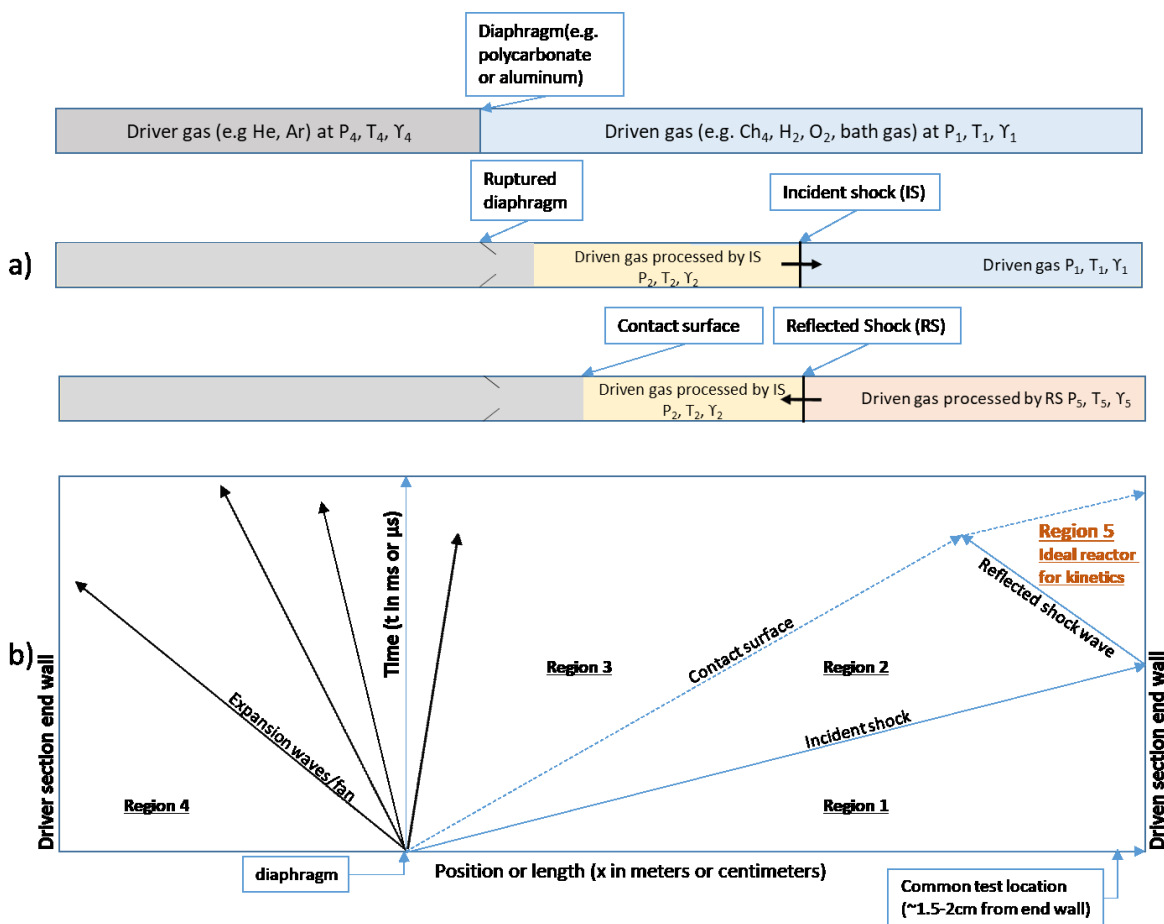 Diaphragm(e.g.
polycarbonate
or aluminum)
Driver gas (e.g He, Ar) at P₄, T₄, ϒ₄
Driven gas (e.g. Ch₄, H₂, O₂, bath gas) at P₁, T₁, ϒ₁
Ruptured
diaphragm
Incident shock (IS)
a)
Driven gas processed by IS
P₂, T₂, ϒ₂
Driven gas P₁, T₁, ϒ₁
Contact surface
Reflected Shock (RS)
Driven gas processed by IS
P₂, T₂, ϒ₂
Driven gas processed by RS P₅, T₅, ϒ₅
b)
Driver section end wall
Time (t in ms or µs)
Region 5
Ideal reactor
for kinetics
Reflected shock
wave
Contact surface
Region 3
Region 2
Expansion waves/fan
Incident shock
Region 4
Region 1
Driven section end wall
diaphragm
Position or length (x in meters or centimeters)
Common test location
(~1.5-2cm from end wall)